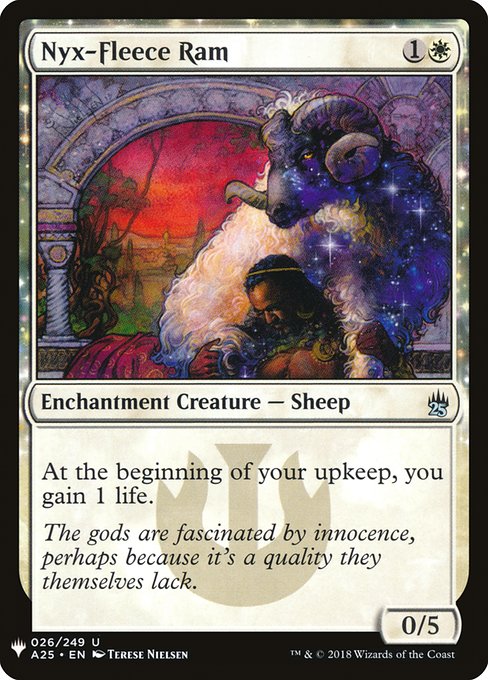 Nyx-Fleece Ram 1
Enchantment Creature — Sheep
25
At the beginning of your upkeep, you
gain 1 life.
The gods are fascinated by innocence,
perhaps because it's a quality they
themselves lack.
0/5
026/249 U
A25 • EN Terese Nielsen
™ & © 2018 Wizards of the Coast